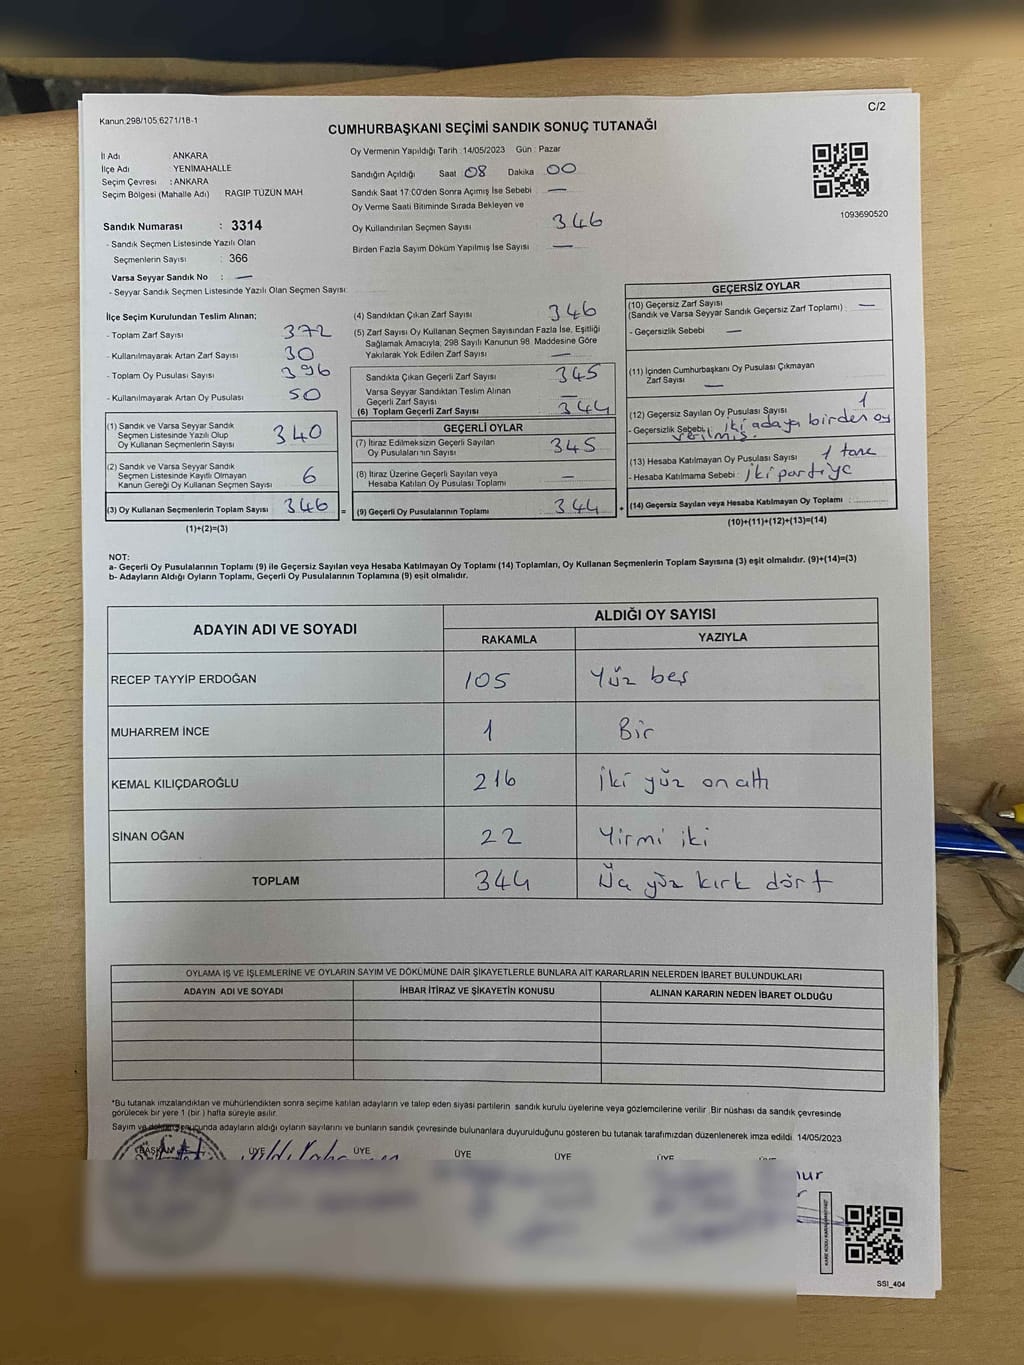 Kanun.298/105,6271/18-1
C/2
CUMHURBAŞKANI SEÇİMİ SANDIK SONUÇ TUTANAĞI
İl Adı : ANKARA
İlçe Adı : YENİMAHALLE
Seçim Çevresi : ANKARA
Seçim Bölgesi (Mahalle Adı) RAGIP TÜZÜN MAH.
Sandık Numarası : 3314
- Sandık Seçmen Listesinde Yazılı Olan
Seçmenlerin Sayısı : 366
Varsa Seyyar Sandık No : —
- Seyyar Sandık Seçmen Listesinde Yazılı Olan Seçmen Sayısı:
Oy Vermenin Yapıldığı Tarih : 14/05/2023 Gün : Pazar
Sandığın Açıldığı Saat 08 Dakika 00
Sandık Saat 17:00'den Sonra Açımış İse Sebebi —
Oy Verme Saati Bitiminde Sırada Bekleyen ve
Oy Kullandırılan Seçmen Sayısı 346
Birden Fazla Sayım Döküm Yapılmış İse Sayısı —
1093690520
İlçe Seçim Kurulundan Teslim Alınan;
- Toplam Zarf Sayısı 372
- Kullanılmayarak Artan Zarf Sayısı 30
- Toplam Oy Pusulası Sayısı 396
- Kullanılmayarak Artan Oy Pusulası 50
(1) Sandık ve Varsa Seyyar Sandık
Seçmen Listesinde Yazılı Olup
Oy Kullanan Seçmenlerin Sayısı 340
(2) Sandık ve Varsa Seyyar Sandık
Seçmen Listesinde Kayıtlı Olmayan
Kanun Gereği Oy Kullanan Seçmen Sayısı 6
(3) Oy Kullanan Seçmenlerin Toplam Sayısı 346 =
(1)+(2)=(3)
(4) Sandıktan Çıkan Zarf Sayısı 346
(5) Zarf Sayısı Oy Kullanan Seçmen Sayısından Fazla İse, Eşitliği
Sağlamak Amacıyla, 298 Sayılı Kanunun 98. Maddesine Göre
Yakılarak Yok Edilen Zarf Sayısı —
Sandıkta Çıkan Geçerli Zarf Sayısı 345
Varsa Seyyar Sandıktan Teslim Alınan
Geçerli Zarf Sayısı —
(6) Toplam Geçerli Zarf Sayısı 344
GEÇERLİ OYLAR
(7) İtiraz Edilmeksizin Geçerli Sayılan
Oy Pusulalarının Sayısı 345
(8) İtiraz Üzerine Geçerli Sayılan veya
Hesaba Katılan Oy Pusulası Toplamı —
(9) Geçerli Oy Pusulalarının Toplamı 344 +
GEÇERSİZ OYLAR
(10) Geçersiz Zarf Sayısı
(Sandık ve Varsa Seyyar Sandık Geçersiz Zarf Toplamı) : —
- Geçersizlik Sebebi —
(11) İçinden Cumhurbaşkanı Oy Pusulası Çıkmayan
Zarf Sayısı —
(12) Geçersiz Sayılan Oy Pusulası Sayısı 1
- Geçersizlik Sebebi : iki adaya birden oy
verilmiş.
(13) Hesaba Katılmayan Oy Pusulası Sayısı 1 tane
- Hesaba Katılmama Sebebi : iki partiye
(14) Geçersiz Sayılan veya Hesaba Katılmayan Oy Toplamı :
(10)+(11)+(12)+(13)=(14)
NOT:
a- Geçerli Oy Pusulalarının Toplamı (9) ile Geçersiz Sayılan veya Hesaba Katılmayan Oy Toplamı (14) Toplamları, Oy Kullanan Seçmenlerin Toplam Sayısına (3) eşit olmalıdır. (9)+(14)=(3)
b- Adayların Aldığı Oyların Toplamı, Geçerli Oy Pusulalarının Toplamına (9) eşit olmalıdır.
ADAYIN ADI VE SOYADI
ALDIĞI OY SAYISI
RAKAMLA YAZIYLA
RECEP TAYYİP ERDOĞAN 105 Yüz beş
MUHARREM İNCE 1 Bir
KEMAL KILIÇDAROĞLU 216 İki yüz on altı
SİNAN OĞAN 22 Yirmi iki
TOPLAM 344 yüz kırk dört
OYLAMA İŞ VE İŞLEMLERİNE VE OYLARIN SAYIM VE DÖKÜMÜNE DAİR ŞİKAYETLERLE BUNLARA AİT KARARLARIN NELERDEN İBARET BULUNDUKLARI
ADAYIN ADI VE SOYADI İHBAR İTİRAZ VE ŞİKAYETİN KONUSU ALINAN KARARIN NEDEN İBARET OLDUĞU
*Bu tutanak imzalandıktan ve mühürlendikten sonra seçime katılan adayların ve talep eden siyasi partilerin sandık kurulu üyelerine veya gözlemcilerine verilir. Bir nüshası da sandık çevresinde
görülecek bir yere 1 (bir ) hafta süreyle asılır.
Sayım ve döküm sonucunda adayların aldığı oyların sayılarını ve bunların sandık çevresinde bulunanlara duyurulduğunu gösteren bu tutanak tarafımızdan düzenlenerek imza edildi. 14/05/2023
BAŞKAN ÜYE ÜYE ÜYE ÜYE ÜYE
SSI_404